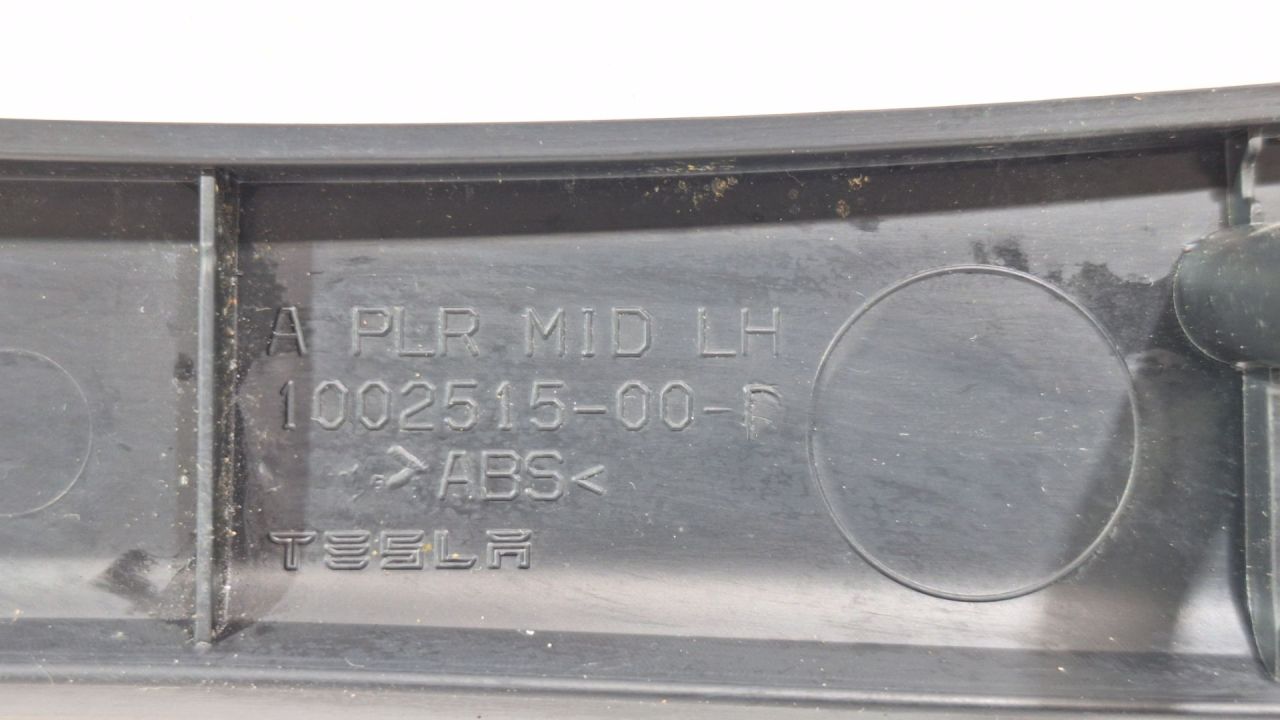 A PLR MID LH
1002515-00-F
>ABS<
TESLA